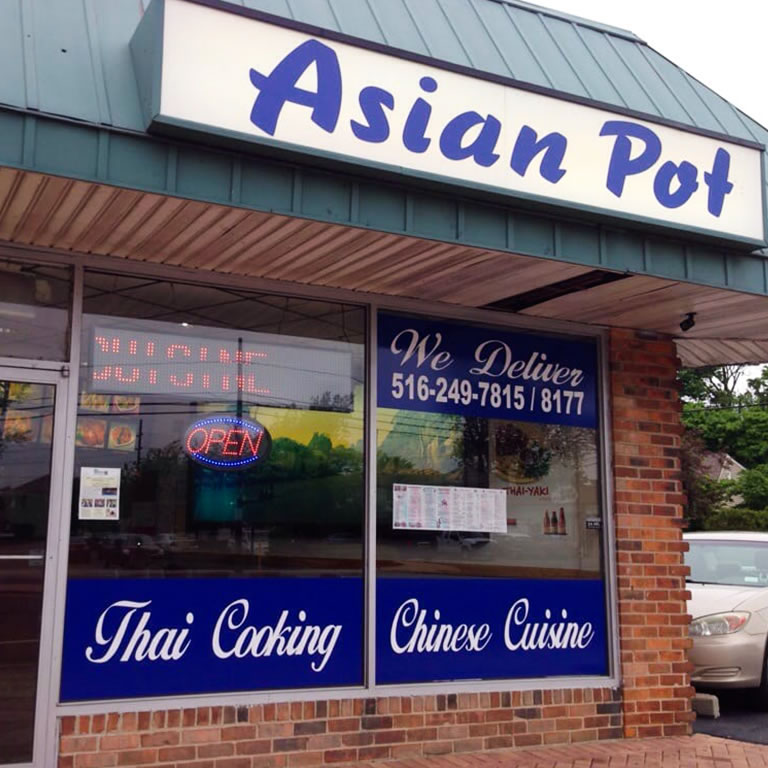 Asian Pot
We Deliver
516-249-7815 / 8177
CUISINE
OPEN
THAI-YAKI
Thai Cooking
Chinese Cuisine